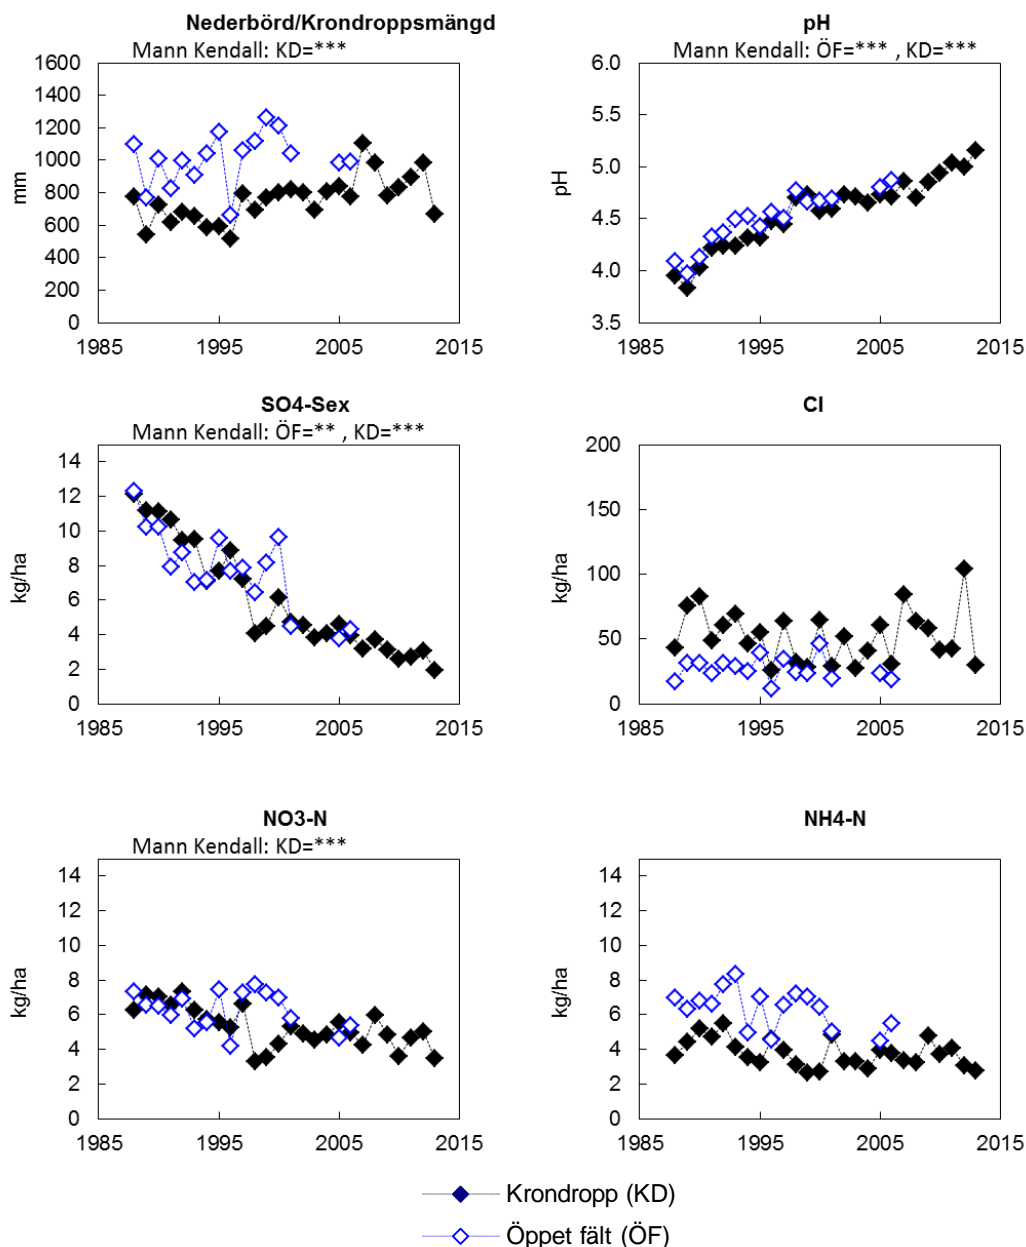 Nederbörd/Krondroppsmängd
Mann Kendall: KD=***
1600
1400
1200
1000
800
600
400
200
0
mm
1985 1995 2005 2015
pH
Mann Kendall: ÖF=*** , KD=***
6.0
5.5
5.0
4.5
4.0
3.5
pH
1985 1995 2005 2015
SO4-Sex
Mann Kendall: ÖF=** , KD=***
14
12
10
8
6
4
2
0
kg/ha
1985 1995 2005 2015
Cl
200
150
100
50
0
kg/ha
1985 1995 2005 2015
NO3-N
Mann Kendall: KD=***
14
12
10
8
6
4
2
0
kg/ha
1985 1995 2005 2015
NH4-N
14
12
10
8
6
4
2
0
kg/ha
1985 1995 2005 2015
Krondropp (KD)
Öppet fält (ÖF)